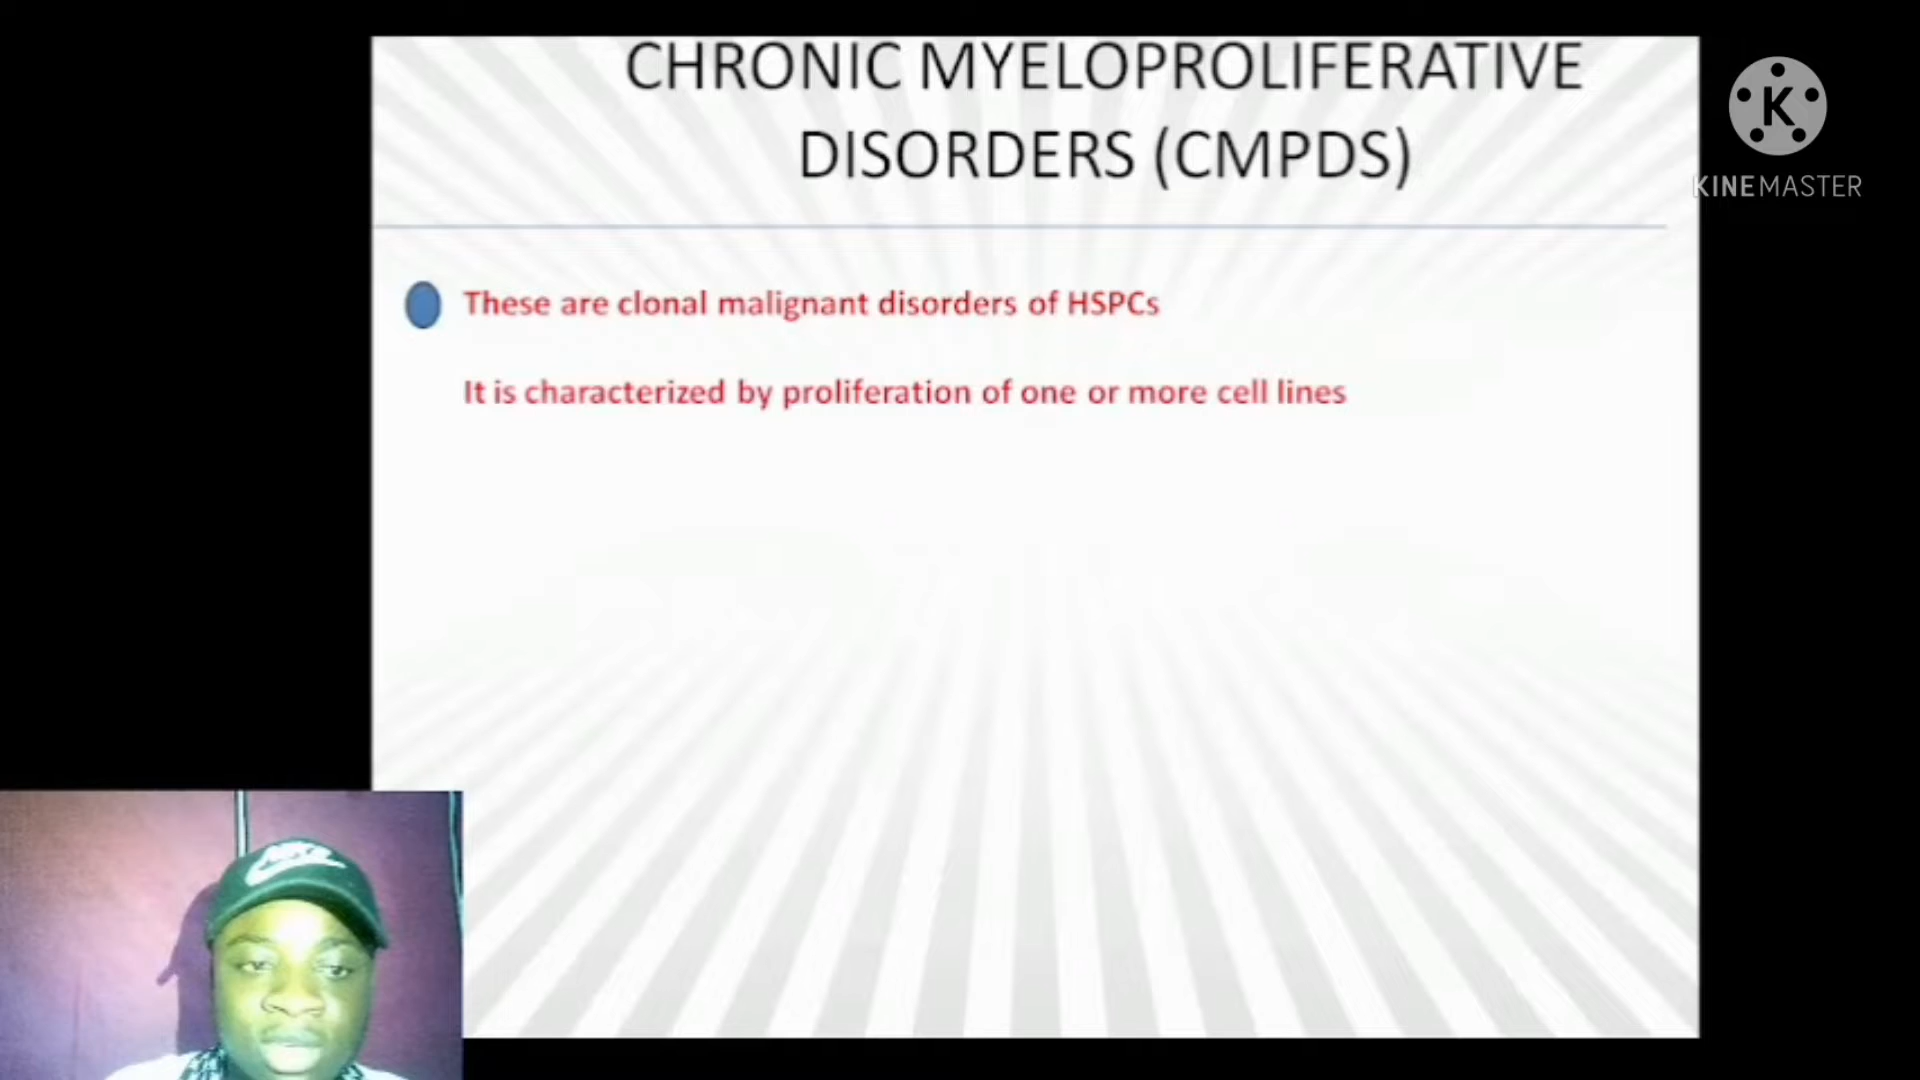 CHRONIC MYELOPROLIFERATIVE
DISORDERS (CMPDS)
K
KINEMASTER
These are clonal malignant disorders of HSPCs
It is characterized by proliferation of one or more cell lines
NIKE